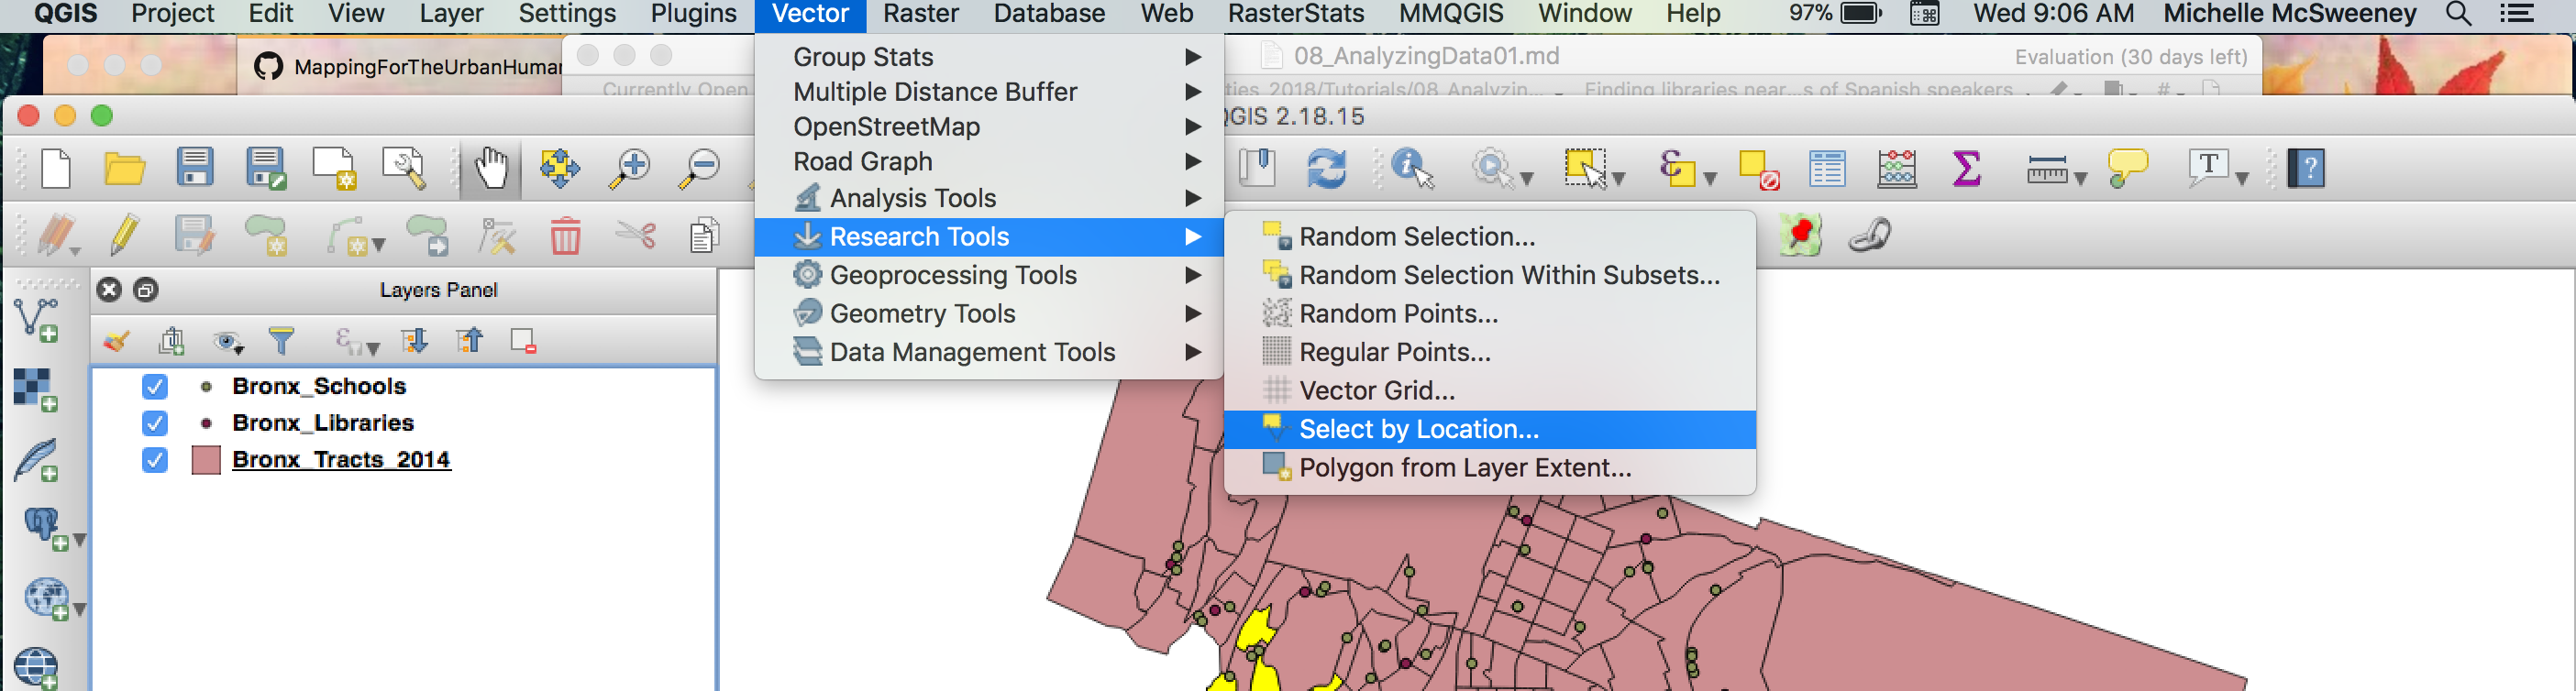 QGIS Project Edit View Layer Settings Plugins Vector Raster Database Web RasterStats MMQGIS Window Help 97% Wed 9:06 AM Michelle McSweeney
MappingForTheUrbanHuman
08_AnalyzingData01.md
Evaluation (30 days left)
Currently Open
ties_2018/Tutorials/08_Analyzin...
Finding libraries near...s of Spanish speakers
QGIS 2.18.15
Group Stats
Multiple Distance Buffer
OpenStreetMap
Road Graph
Analysis Tools
Research Tools
Geoprocessing Tools
Geometry Tools
Data Management Tools
Random Selection...
Random Selection Within Subsets...
Random Points...
Regular Points...
Vector Grid...
Select by Location...
Polygon from Layer Extent...
Layers Panel
Bronx_Schools
Bronx_Libraries
Bronx_Tracts_2014